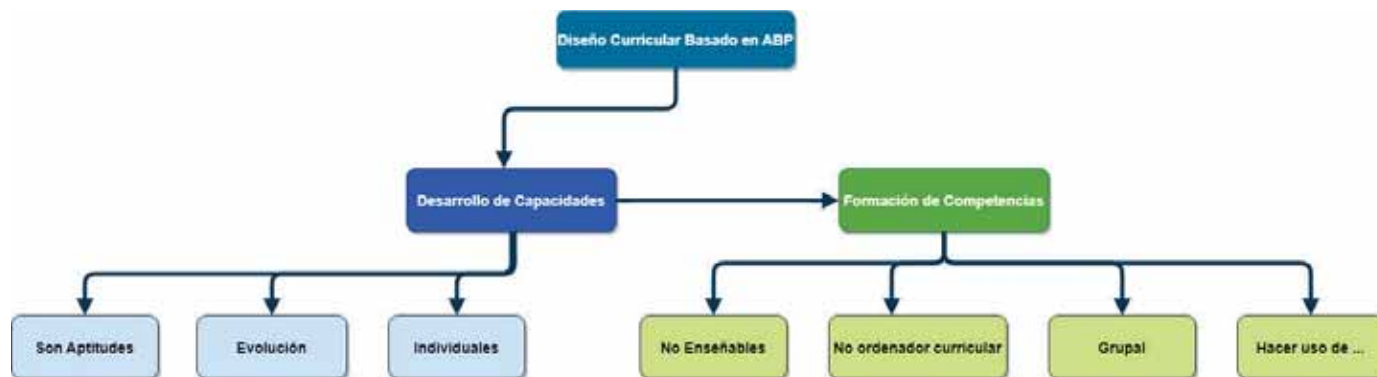 Diseño Curricular Basado en ABP
Desarrollo de Capacidades
Formación de Competencias
Son Aptitudes
Evolución
Individuales
No Enseñables
No ordenador curricular
Grupal
Hacer uso de ...